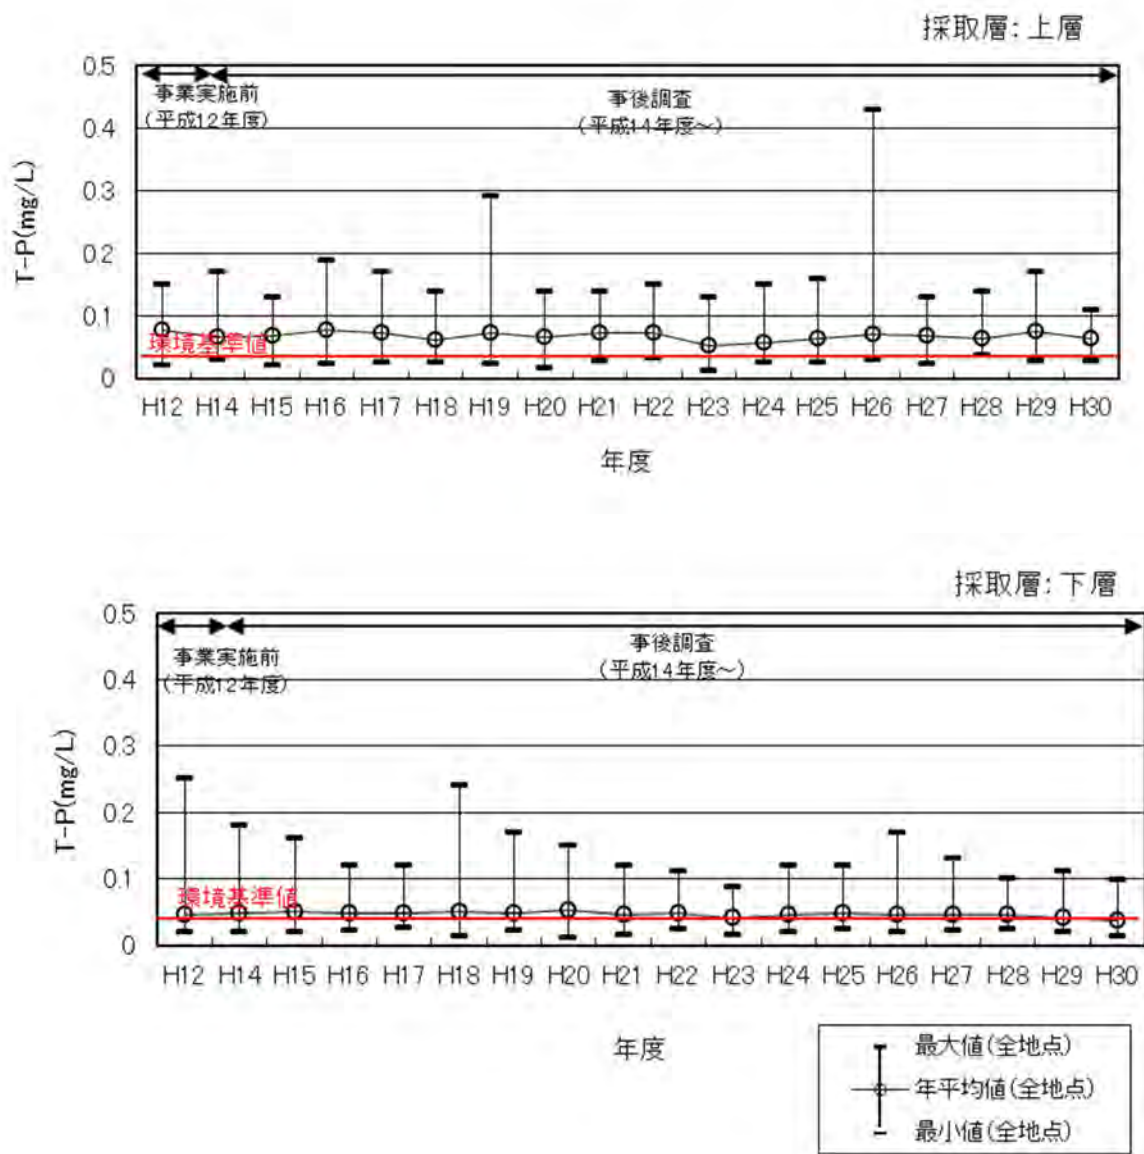 採取層:上層
0.5
事業実施前
(平成12年度)
事後調査
(平成14年度~)
0.4
0.3
0.2
0.1
0
T-P(mg/L)
環境基準値
H12 H14 H15 H16 H17 H18 H19 H20 H21 H22 H23 H24 H25 H26 H27 H28 H29 H30
年度
採取層:下層
0.5
事業実施前
(平成12年度)
事後調査
(平成14年度~)
0.4
0.3
0.2
0.1
0
T-P(mg/L)
環境基準値
H12 H14 H15 H16 H17 H18 H19 H20 H21 H22 H23 H24 H25 H26 H27 H28 H29 H30
年度
最大値(全地点)
年平均値(全地点)
最小値(全地点)